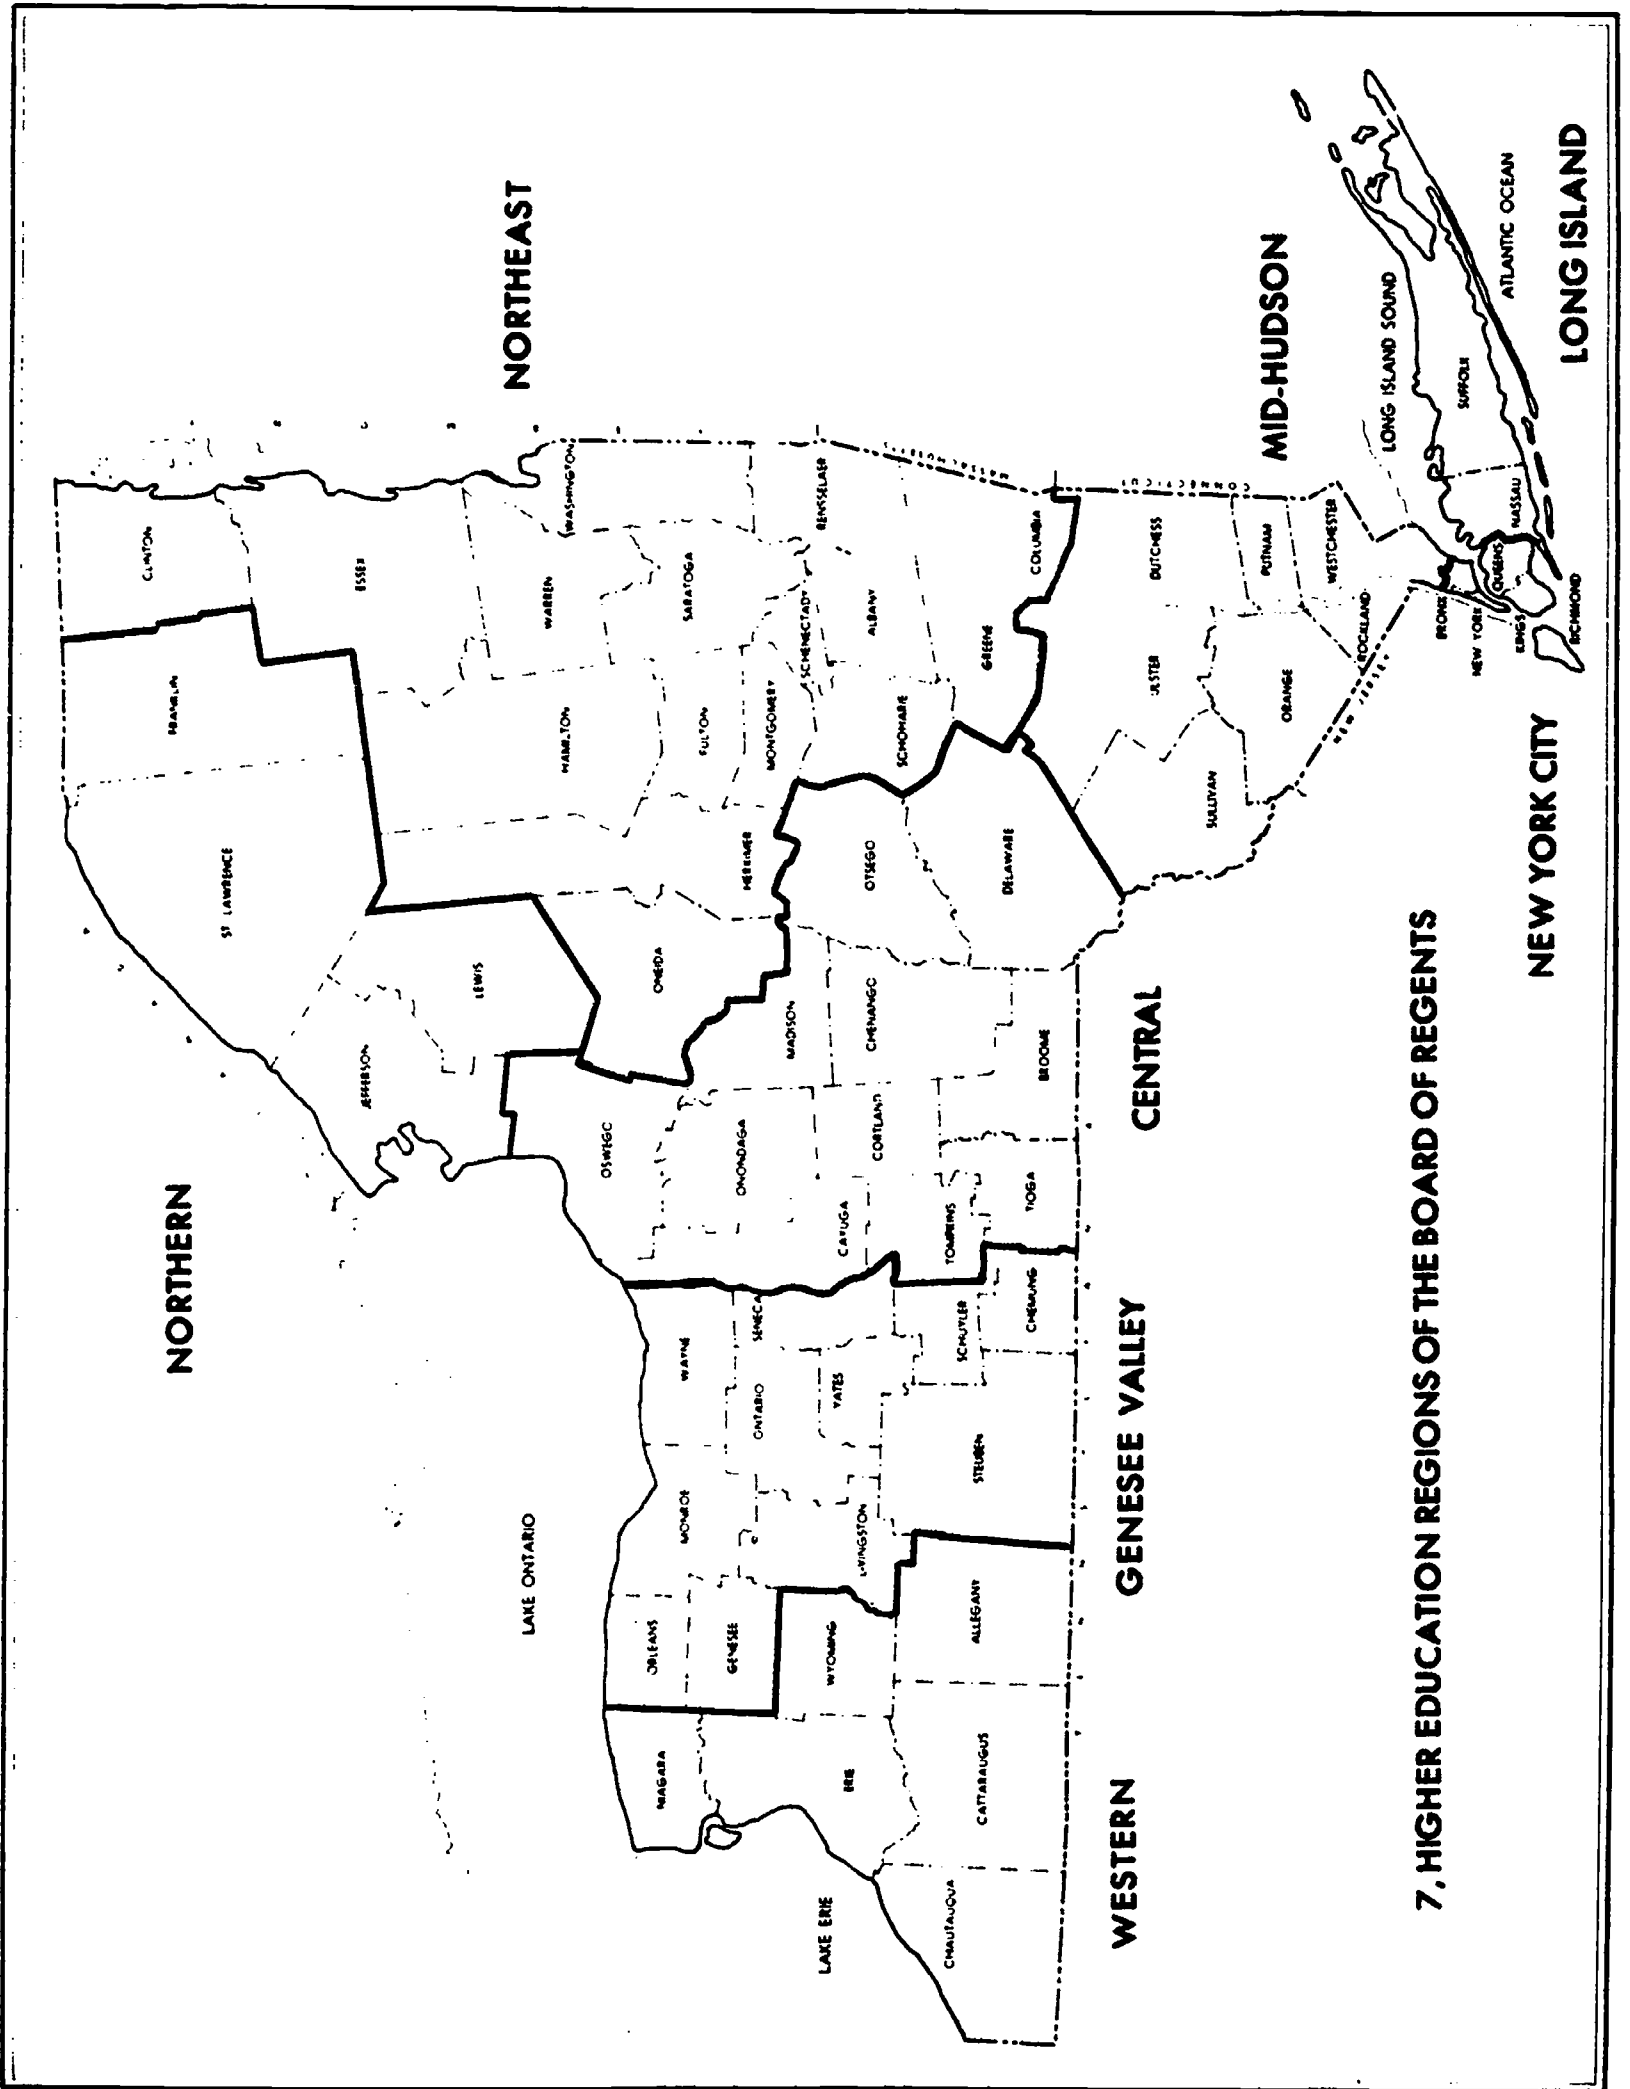 NORTHERN
NORTHEAST
CLINTON
FRANKLIN
ST LAWRENCE
ESSEX
JEFFERSON
LEWIS
HAMILTON
WARREN
WASHINGTON
LAKE ONTARIO
OSWEGO
ONEIDA
HERKIMER
FULTON
SARATOGA
MONTGOMERY
SCHENECTADY
RENSSELAER
ALBANY
SCHOHARIE
NIAGARA
ORLEANS
MONROE
WAYNE
GENESEE
ONTARIO
SENECA
ONONDAGA
MADISON
OTSEGO
CAYUGA
CORTLAND
CHENANGO
LAKE ERIE
ERIE
WYOMING
LIVINGSTON
YATES
GREENE
COLUMBIA
MASSACHUSETTS
CHAUTAUQUA
CATTARAUGUS
ALLEGANY
STEUBEN
SCHUYLER
TOMPKINS
CHEMUNG
TIOGA
BROOME
DELAWARE
WESTERN
GENESEE VALLEY
CENTRAL
ULSTER
DUTCHESS
CONNECTICUT
SULLIVAN
ORANGE
PUTNAM
MID-HUDSON
NEW JERSEY
ROCKLAND
WESTCHESTER
LONG ISLAND SOUND
BRONX
NEW YORK
QUEENS
NASSAU
SUFFOLK
ATLANTIC OCEAN
KINGS
RICHMOND
NEW YORK CITY
LONG ISLAND
7, HIGHER EDUCATION REGIONS OF THE BOARD OF REGENTS